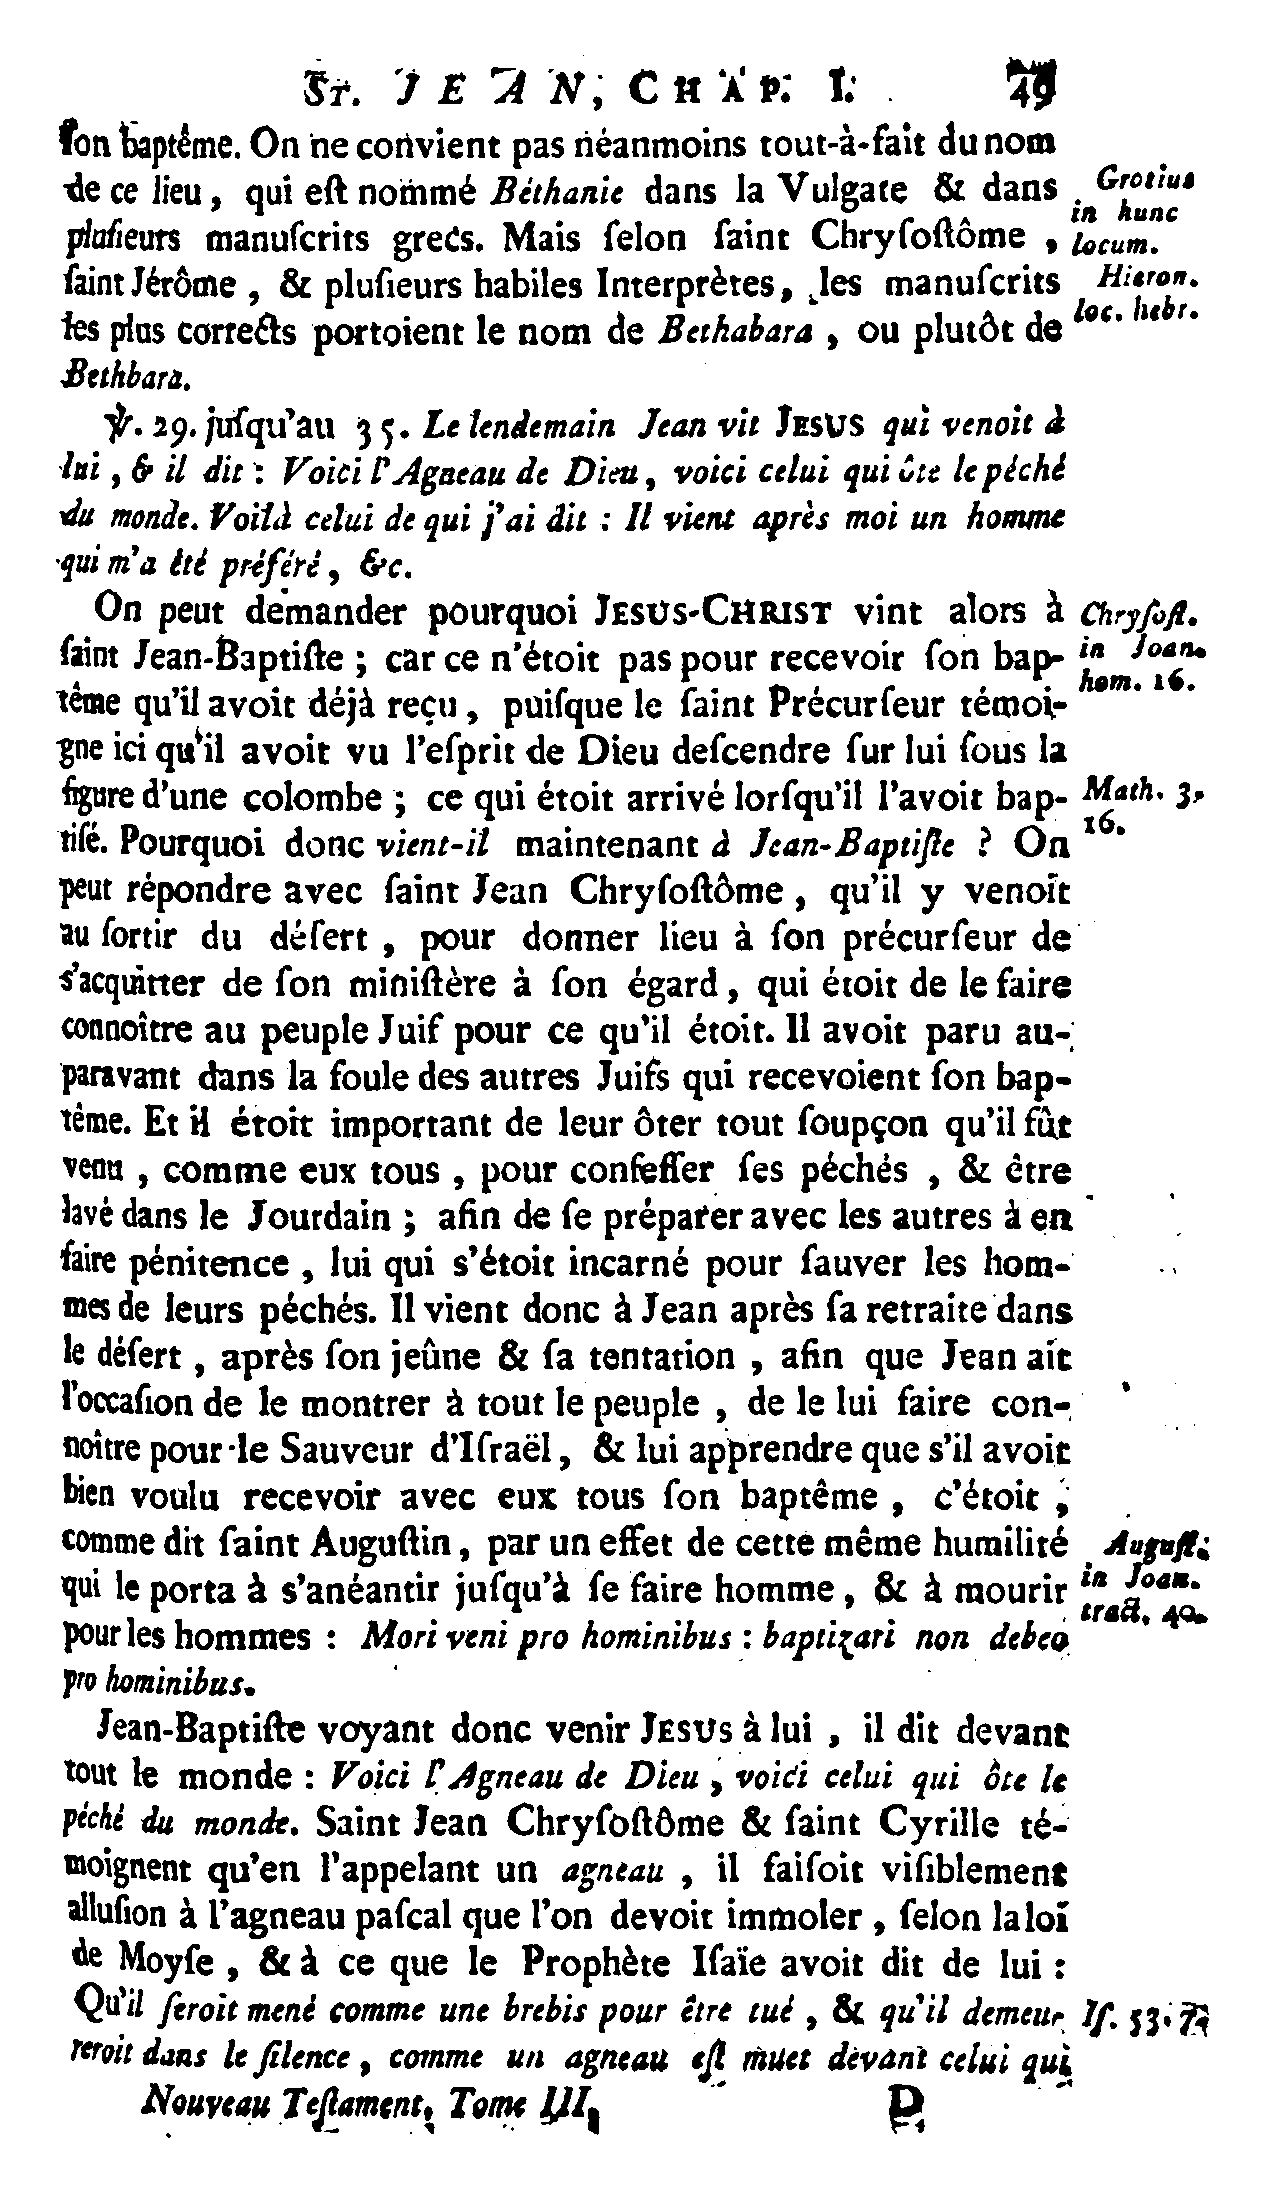 ST. JEAN, CHAP. I. 49
ſon baptême. On ne convient pas néanmoins tout-à-fait du nom
de ce lieu, qui eſt nommé Béthanie dans la Vulgate & dans
pluſieurs manuſcrits grecs. Mais ſelon ſaint Chryſoſtôme,
ſaint Jérôme, & pluſieurs habiles Interprètes, les manuſcrits
les plus corrects portoient le nom de Bethabara, ou plutôt de
Bethbara.
Grotius
in hunc
locum.
Hieron.
loc. hebr.
℣. 29. juſqu'au 35. Le lendemain Jean vit JESUS qui venoit à
lui, & il dit : Voici l'Agneau de Dieu, voici celui qui ôte le péché
du monde. Voilà celui de qui j'ai dit : Il vient après moi un homme
qui m'a été préféré, &c.
On peut demander pourquoi JESUS-CHRIST vint alors à
ſaint Jean-Baptiſte ; car ce n'étoit pas pour recevoir ſon bap-
tême qu'il avoit déjà reçu, puiſque le ſaint Précurſeur témoi-
gne ici qu'il avoit vu l'eſprit de Dieu deſcendre ſur lui ſous la
figure d'une colombe ; ce qui étoit arrivé lorſqu'il l'avoit bap-
tiſé. Pourquoi donc vient-il maintenant à Jean-Baptiſte ? On
peut répondre avec ſaint Jean Chryſoſtôme, qu'il y venoit
au ſortir du déſert, pour donner lieu à ſon précurſeur de
s'acquitter de ſon miniſtère à ſon égard, qui étoit de le faire
connoître au peuple Juif pour ce qu'il étoit. Il avoit paru au-
paravant dans la foule des autres Juifs qui recevoient ſon bap-
tême. Et il étoit important de leur ôter tout ſoupçon qu'il fût
venu, comme eux tous, pour confeſſer ſes péchés, & être
lavé dans le Jourdain ; afin de ſe préparer avec les autres à en
faire pénitence, lui qui s'étoit incarné pour ſauver les hom-
mes de leurs péchés. Il vient donc à Jean après ſa retraite dans
le déſert, après ſon jeûne & ſa tentation, afin que Jean ait
l'occaſion de le montrer à tout le peuple, de le lui faire con-
noître pour le Sauveur d'Iſraël, & lui apprendre que s'il avoit
bien voulu recevoir avec eux tous ſon baptême, c'étoit,
comme dit ſaint Auguſtin, par un effet de cette même humilité
qui le porta à s'anéantir juſqu'à ſe faire homme, & à mourir
pour les hommes : Mori veni pro hominibus : baptizari non debeo
pro hominibus.
Chryſoſt.
in Joan.
hom. 16.
Math. 3.
16.
Auguſt.
in Joan.
tract. 40.
Jean-Baptiſte voyant donc venir JESUS à lui, il dit devant
tout le monde : Voici l'Agneau de Dieu, voici celui qui ôte le
péché du monde. Saint Jean Chryſoſtôme & ſaint Cyrille té-
moignent qu'en l'appelant un agneau, il faiſoit viſiblement
alluſion à l'agneau paſcal que l'on devoit immoler, ſelon la loi
de Moyſe, & à ce que le Prophète Iſaïe avoit dit de lui :
Qu'il ſeroit mené comme une brebis pour être tué, & qu'il demeu-
reroit dans le ſilence, comme un agneau eſt muet devant celui qui
Iſ. 53. 7.
Nouveau Teſtament, Tome III. D